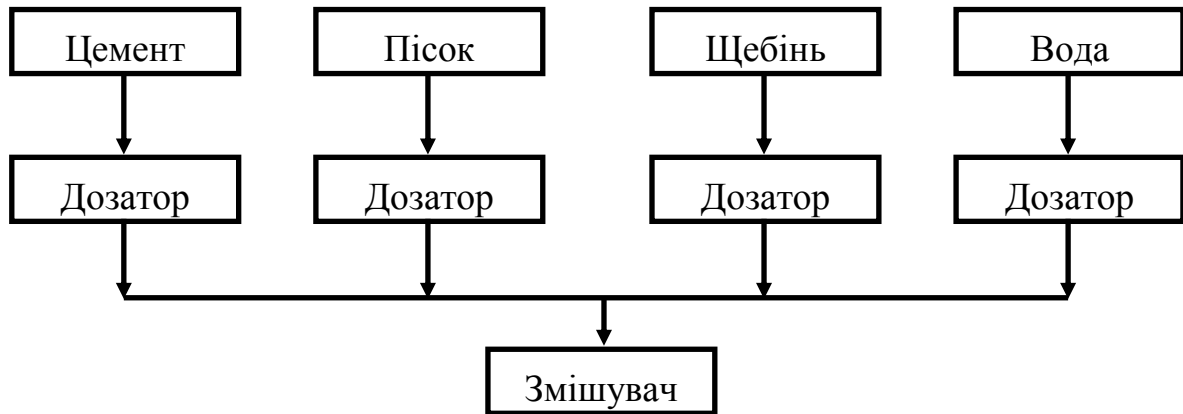 Цемент Пісок Щебінь Вода
Дозатор Дозатор Дозатор Дозатор
Змішувач